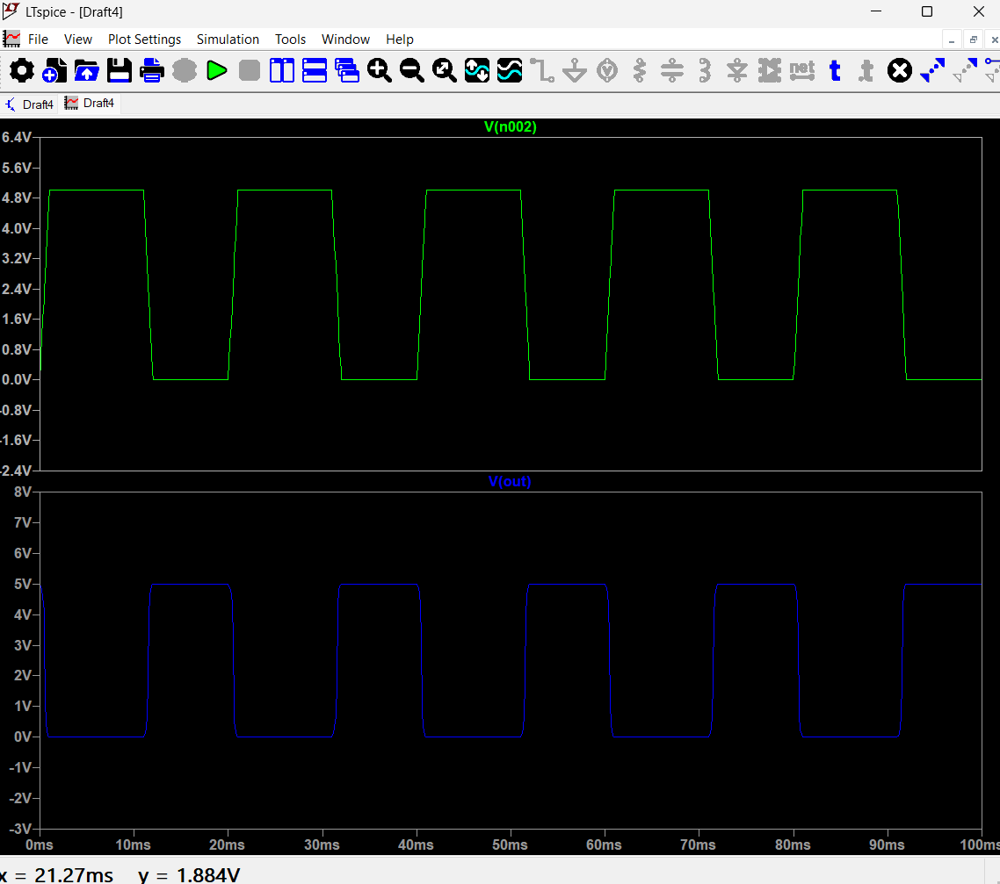 LTspice - [Draft4]
File View Plot Settings Simulation Tools Window Help
net t t
Draft4 Draft4
V(n002)
6.4V
5.6V
4.8V
4.0V
3.2V
2.4V
1.6V
0.8V
0.0V
-0.8V
-1.6V
-2.4V
V(out)
8V
7V
6V
5V
4V
3V
2V
1V
0V
-1V
-2V
-3V
0ms 10ms 20ms 30ms 40ms 50ms 60ms 70ms 80ms 90ms 100ms
x = 21.27ms y = 1.884V